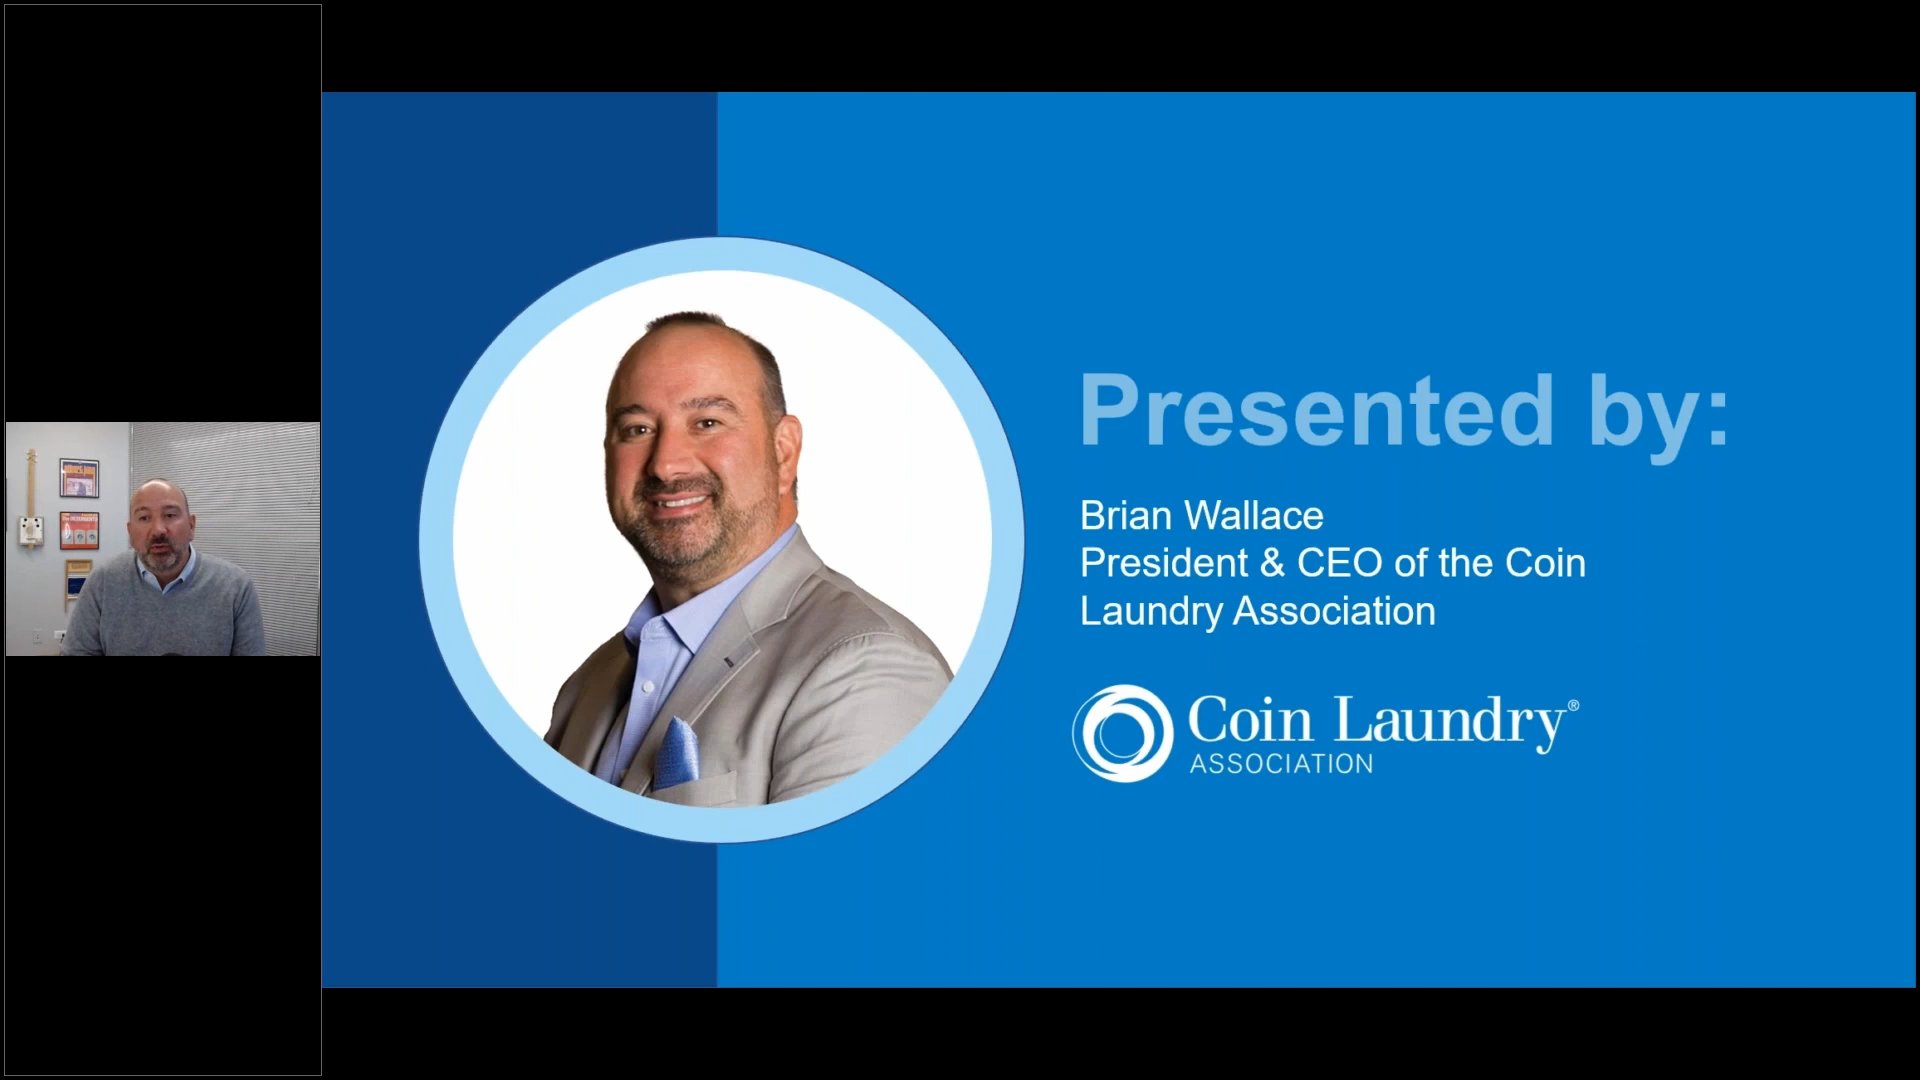 Presented by:
Brian Wallace
President & CEO of the Coin
Laundry Association
Coin Laundry®
ASSOCIATION